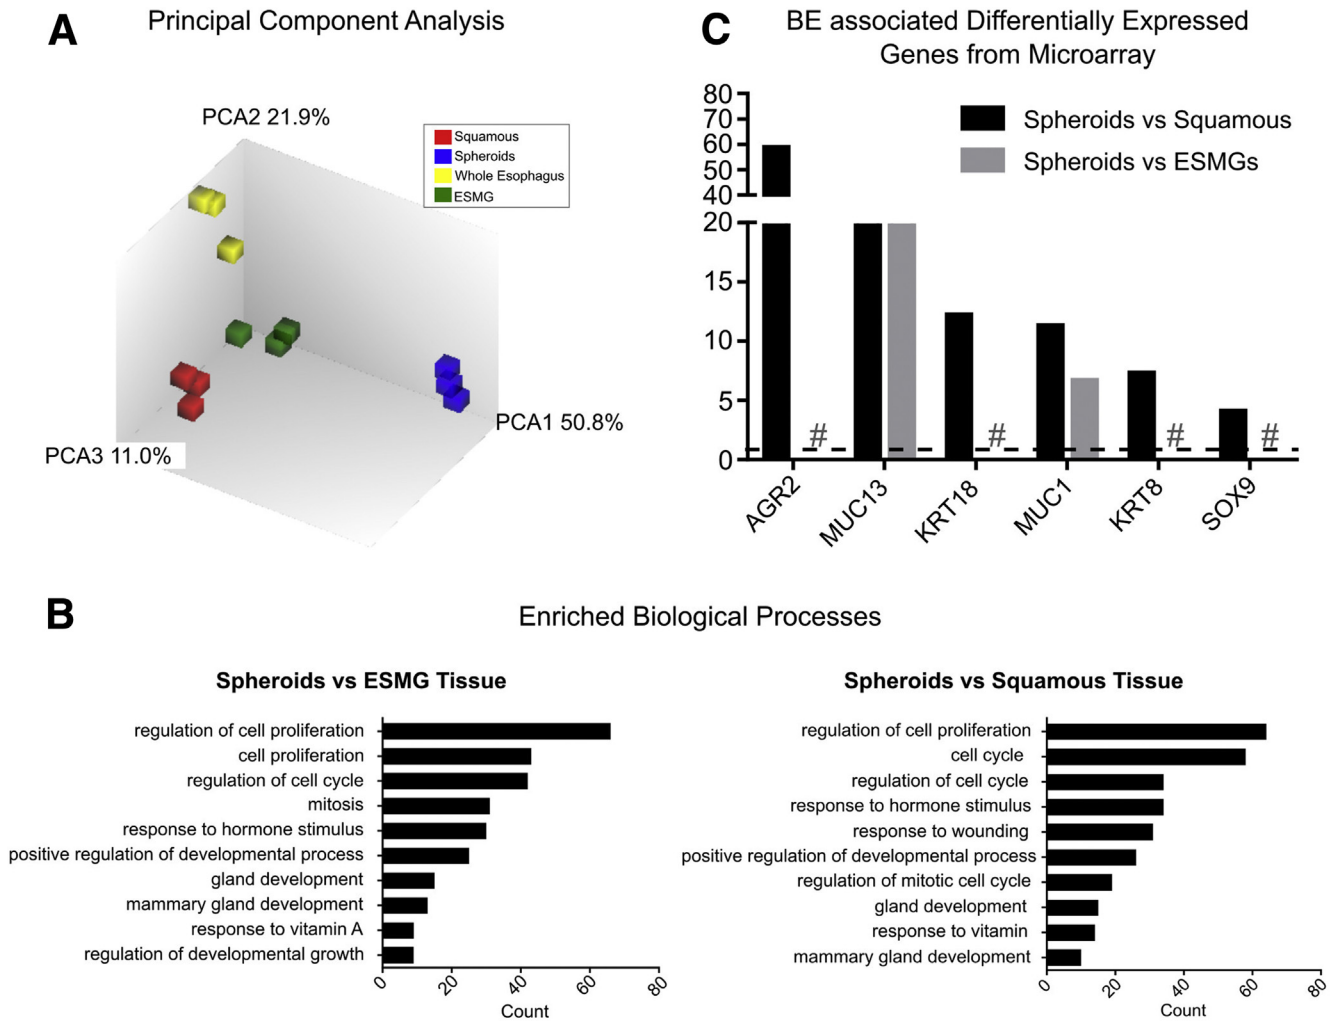 A
Principal Component Analysis
PCA2 21.9%
Squamous
Spheroids
Whole Esophagus
ESMG
PCA1 50.8%
PCA3 11.0%
C
BE associated Differentially Expressed
Genes from Microarray
80
70
60
50
40
20
15
10
5
0
Spheroids vs Squamous
Spheroids vs ESMGs
# # # #
AGR2 MUC13 KRT18 MUC1 KRT8 SOX9
B
Enriched Biological Processes
Spheroids vs ESMG Tissue
regulation of cell proliferation
cell proliferation
regulation of cell cycle
mitosis
response to hormone stimulus
positive regulation of developmental process
gland development
mammary gland development
response to vitamin A
regulation of developmental growth
0 20 40 60 80
Count
Spheroids vs Squamous Tissue
regulation of cell proliferation
cell cycle
regulation of cell cycle
response to hormone stimulus
response to wounding
positive regulation of developmental process
regulation of mitotic cell cycle
gland development
response to vitamin
mammary gland development
0 20 40 60 80
Count